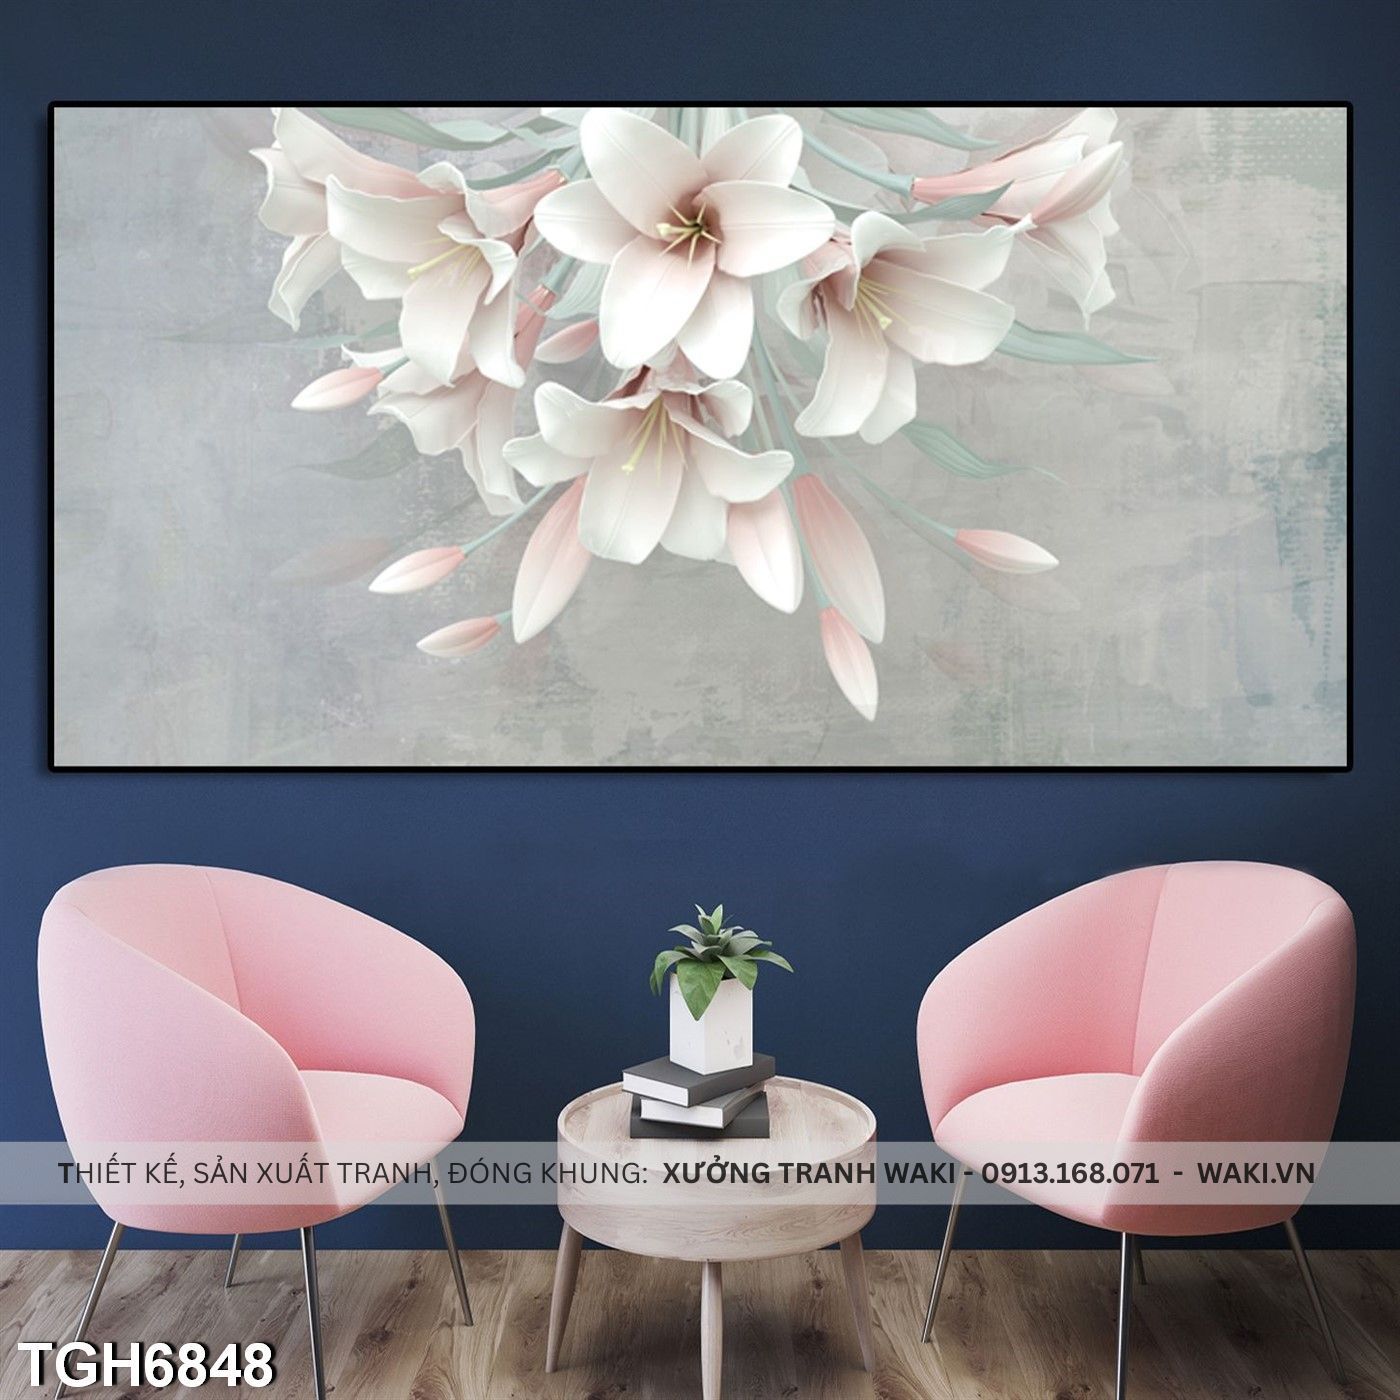 THIẾT KẾ, SẢN XUẤT TRANH, ĐÓNG KHUNG: XƯỞNG TRANH WAKI - 0913.168.071 - WAKI.VN
TGH6848